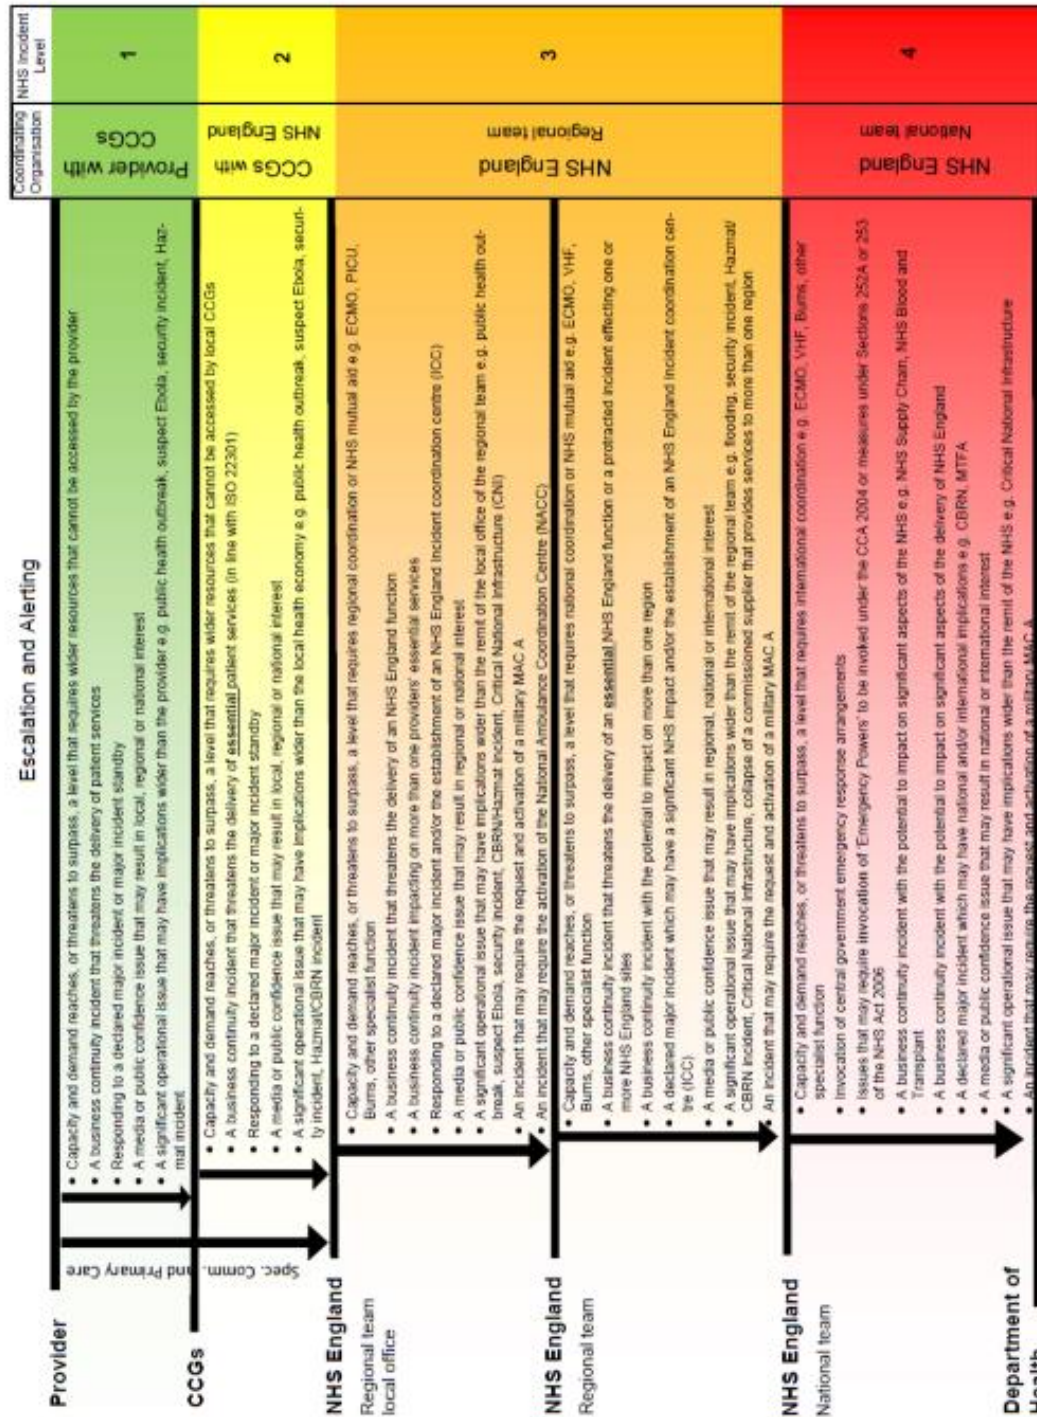 Escalation and Alerting
Coordinating Organisation
NHS Incident Level
Provider
• Capacity and demand reaches, or threatens to surpass, a level that requires wider resources that cannot be accessed by the provider
• A business continuity incident that threatens the delivery of patient services
• Responding to a declared major incident or major incident standby
• A media or public confidence issue that may result in local, regional or national interest
• A significant operational issue that may have implications wider than the provider e.g. public health outbreak, suspect Ebola, security incident, Haz-
mat incident
Provider with CCGs
1
Spec. Comm. and Primary Care
CCGs
• Capacity and demand reaches, or threatens to surpass, a level that requires wider resources that cannot be accessed by local CCGs
• A business continuity incident that threatens the delivery of essential patient services (in line with ISO 22301)
• Responding to a declared major incident or major incident standby
• A media or public confidence issue that may result in local, regional or national interest
• A significant operational issue that may have implications wider than the local health economy e.g. public health outbreak, suspect Ebola, securi-
ty incident, Hazmat/CBRN incident
CCGs with NHS England
2
NHS England
Regional team
local office
• Capacity and demand reaches, or threatens to surpass, a level that requires regional coordination or NHS mutual aid e.g. ECMO, PICU,
Burns, other specialist function
• A business continuity incident that threatens the delivery of an NHS England function
• A business continuity incident impacting on more than one providers' essential services
• Responding to a declared major incident and/or the establishment of an NHS England Incident coordination centre (ICC)
• A media or public confidence issue that may result in regional or national interest
• A significant operational issue that may have implications wider than the remit of the local office of the regional team e.g. public health out-
break, suspect Ebola, security incident, CBRN/Hazmat incident, Critical National Infrastructure (CNI)
• An incident that may require the request and activation of a military MAC A
• An incident that may require the activation of the National Ambulance Coordination Centre (NACC)
NHS England Regional team
3
NHS England
Regional team
• Capacity and demand reaches, or threatens to surpass, a level that requires national coordination or NHS mutual aid e.g. ECMO, VHF,
Burns, other specialist function
• A business continuity incident that threatens the delivery of an essential NHS England function or a protracted incident effecting one or
more NHS England sites
• A business continuity incident with the potential to impact on more than one region
• A declared major incident which may have a significant NHS impact and/or the establishment of an NHS England Incident coordination cen-
tre (ICC)
• A media or public confidence issue that may result in regional, national or international interest
• A significant operational issue that may have implications wider than the remit of the regional team e.g. flooding, security incident, Hazmat/
CBRN incident, Critical National Infrastructure, collapse of a commissioned supplier that provides services to more than one region
• An incident that may require the request and activation of a military MAC A
NHS England
National team
• Capacity and demand reaches, or threatens to surpass, a level that requires international coordination e.g. ECMO, VHF, Burns, other
specialist function
• Invocation of central government emergency response arrangements
• Issues that may require invocation of 'Emergency Powers' to be invoked under the CCA 2004 or measures under Sections 252A or 253
of the NHS Act 2006
• A business continuity incident with the potential to impact on significant aspects of the NHS e.g. NHS Supply Chain, NHS Blood and
Transplant
• A business continuity incident with the potential to impact on significant aspects of the delivery of NHS England
• A declared major incident which may have national and/or international implications e.g. CBRN, MTFA
• A media or public confidence issue that may result in national or international interest
• A significant operational issue that may have implications wider than the remit of the NHS e.g. Critical National Infrastructure
• An incident that may require the request and activation of a military MAC A
NHS England National team
4
Department of
Health